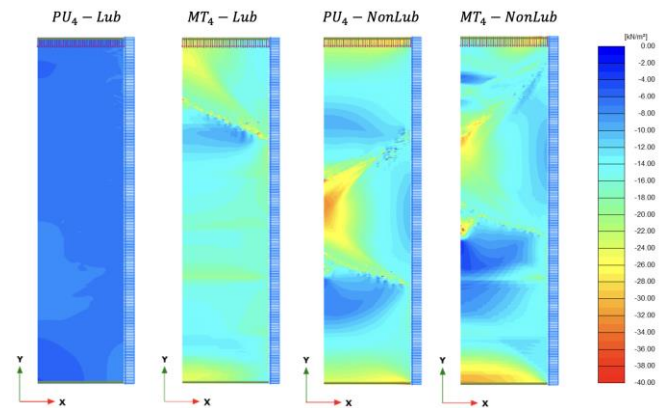 PU₄ − Lub
MT₄ − Lub
PU₄ − NonLub
MT₄ − NonLub
[kN/m²]
0.00
-2.00
-4.00
-6.00
-8.00
-10.00
-12.00
-14.00
-16.00
-18.00
-20.00
-22.00
-24.00
-26.00
-28.00
-30.00
-32.00
-34.00
-36.00
-38.00
-40.00
Y
X
Y
X
Y
X
Y
X